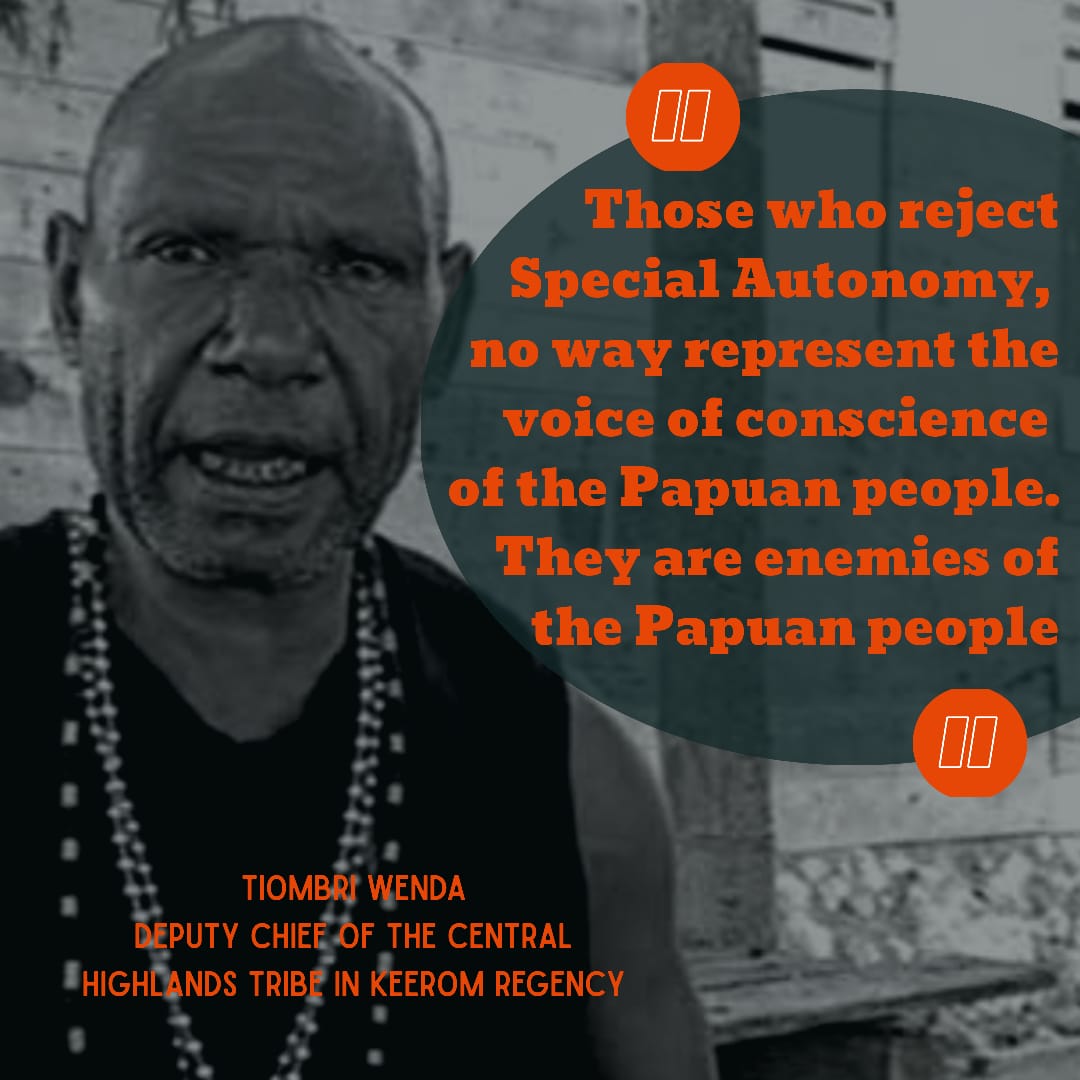 Those who reject
Special Autonomy,
no way represent the
voice of conscience
of the Papuan people.
They are enemies of
the Papuan people
TIOMBRI WENDA
DEPUTY CHIEF OF THE CENTRAL
HIGHLANDS TRIBE IN KEEROM REGENCY